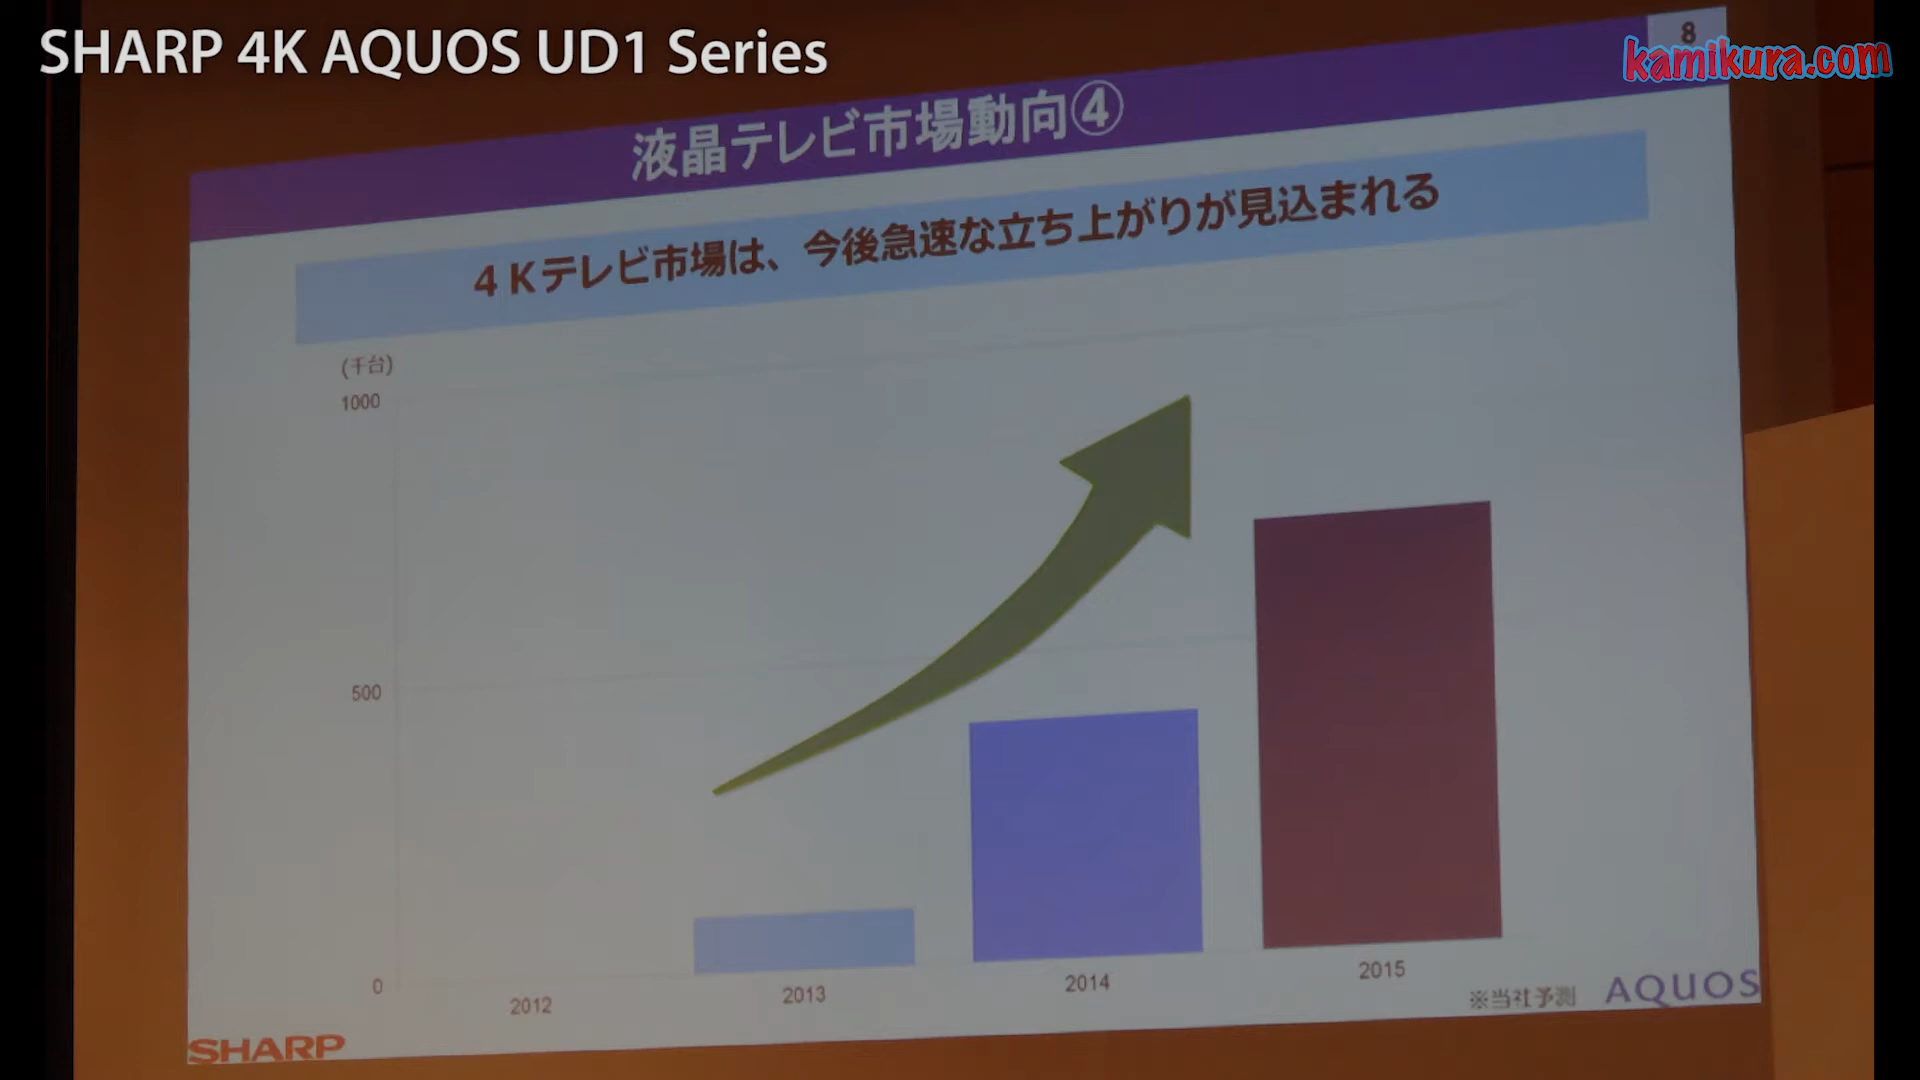 SHARP 4K AQUOS UD1 Series
kamikura.com
8
液晶テレビ市場動向④
4Kテレビ市場は、今後急速な立ち上がりが見込まれる
(千台)
1000
500
0
2012
2013
2014
2015
※当社予測
AQUOS
SHARP